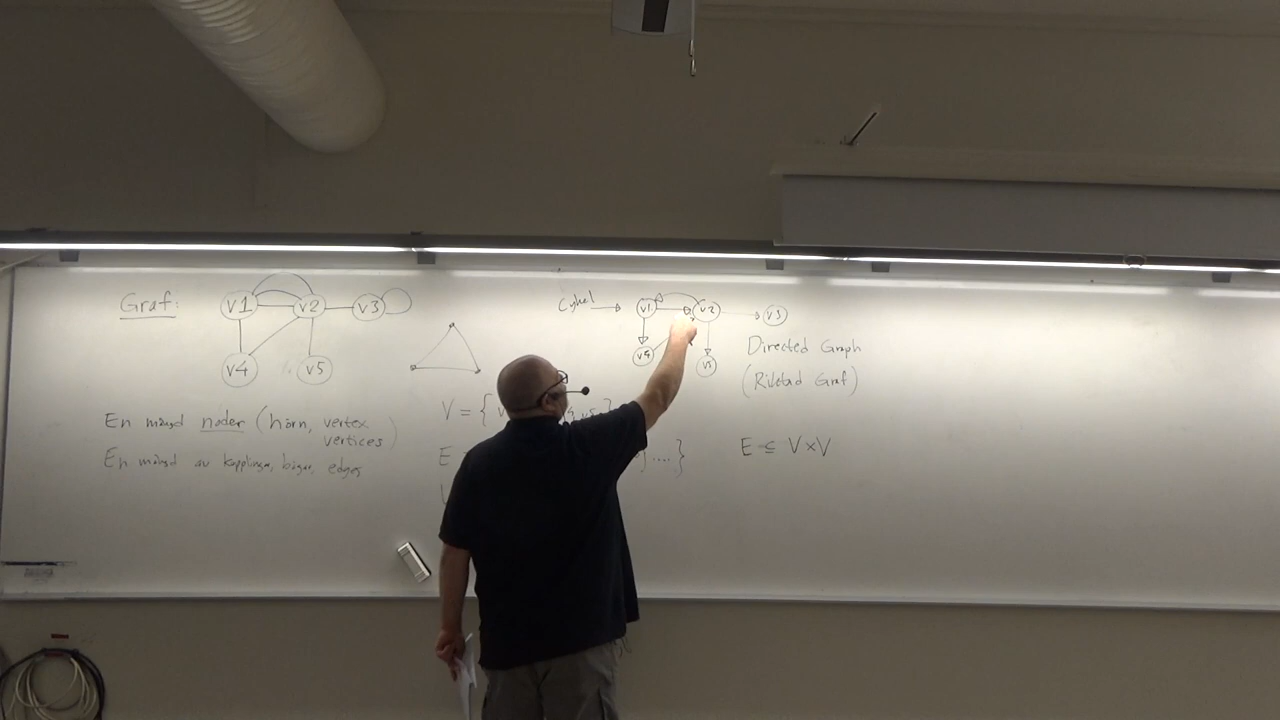 Graf:
v1 v2 v3
v4 v5
En mängd noder (hörn, vertex
vertices)
En mängd av kopplingar, bågar, edges
V = {v
v5}
E
} .... }
Cykel
v1 v2 v3
v4 v5
Directed Graph
(Riktad Graf)
E ⊆ V×V